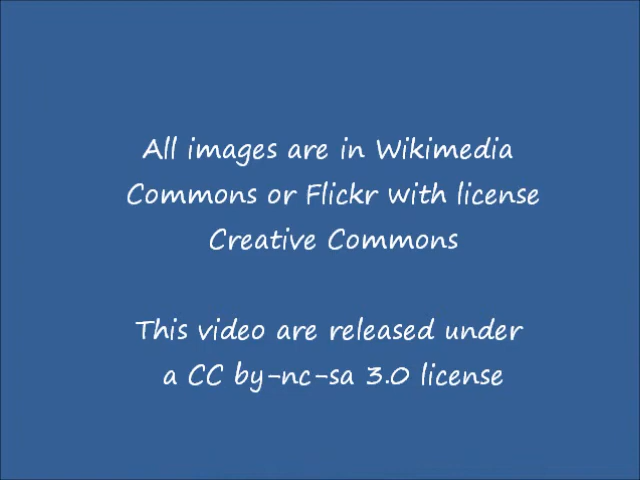 All images are in Wikimedia
Commons or Flickr with license
Creative Commons
This video are released under
a CC by-nc-sa 3.0 license